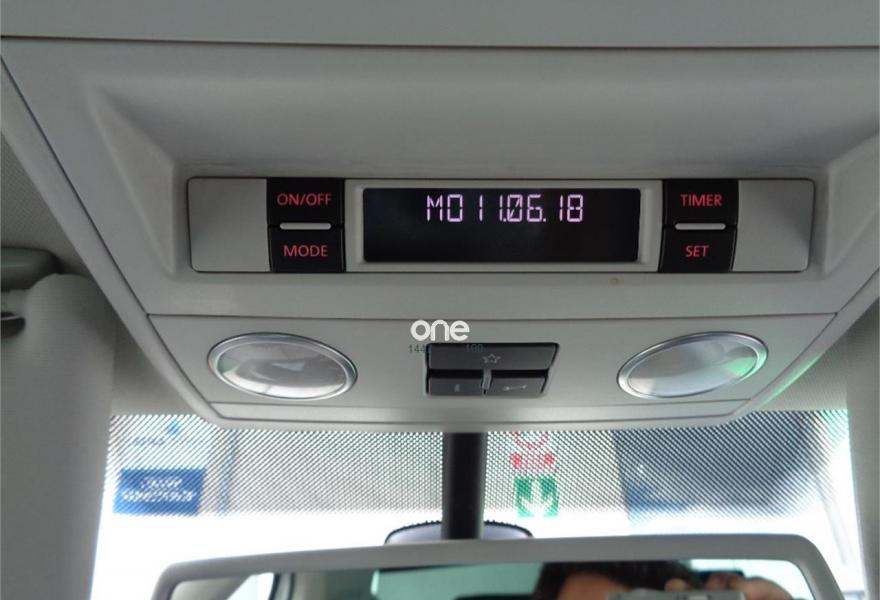 ON/OFF
MODE
MO 11.06.18
TIMER
SET
one